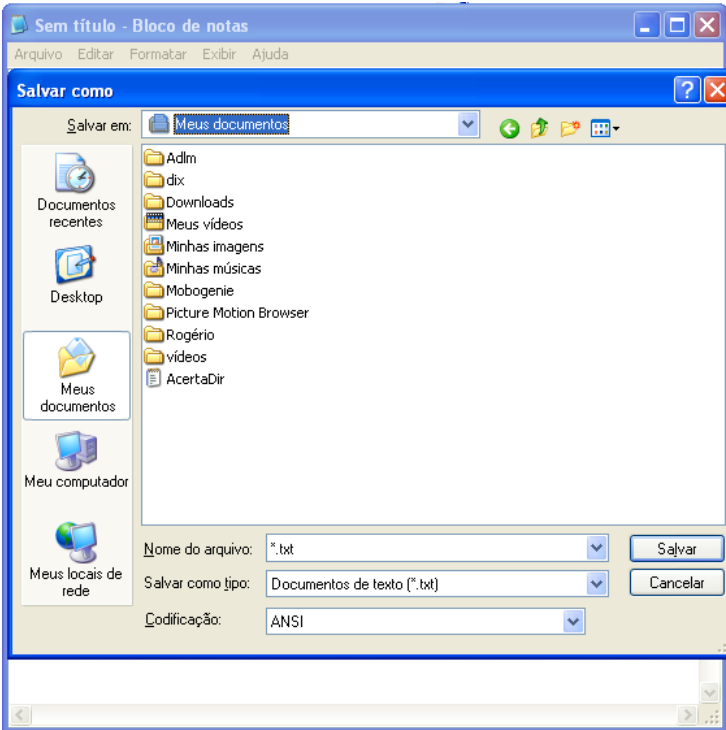 Sem título - Bloco de notas
Arquivo Editar Formatar Exibir Ajuda
Salvar como
Salvar em: Meus documentos
Documentos
recentes
Desktop
Meus
documentos
Meu computador
Meus locais de
rede
Adlm
dix
Downloads
Meus vídeos
Minhas imagens
Minhas músicas
Mobogenie
Picture Motion Browser
Rogério
vídeos
AcertaDir
Nome do arquivo: *.txt Salvar
Salvar como tipo: Documentos de texto (*.txt) Cancelar
Codificação: ANSI